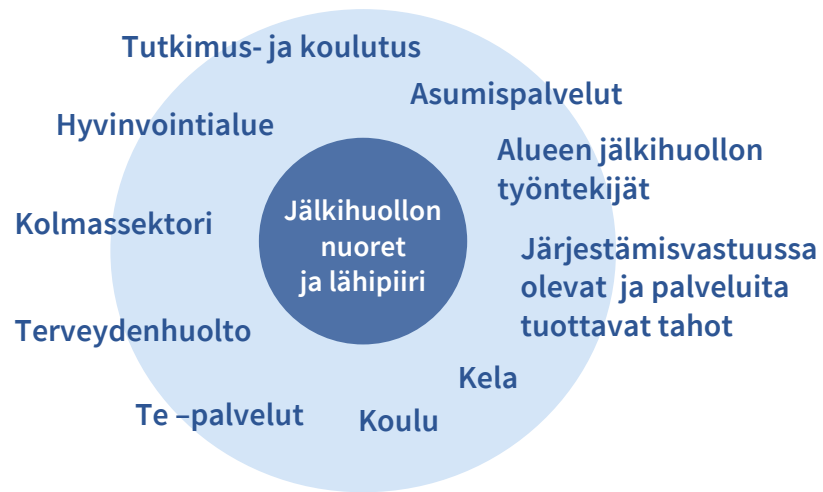 Tutkimus- ja koulutus
Asumispalvelut
Hyvinvointialue
Alueen jälkihuollon
työntekijät
Kolmassektori
Jälkihuollon
nuoret
ja lähipiiri
Järjestämisvastuussa
olevat ja palveluita
tuottavat tahot
Terveydenhuolto
Kela
Te –palvelut
Koulu